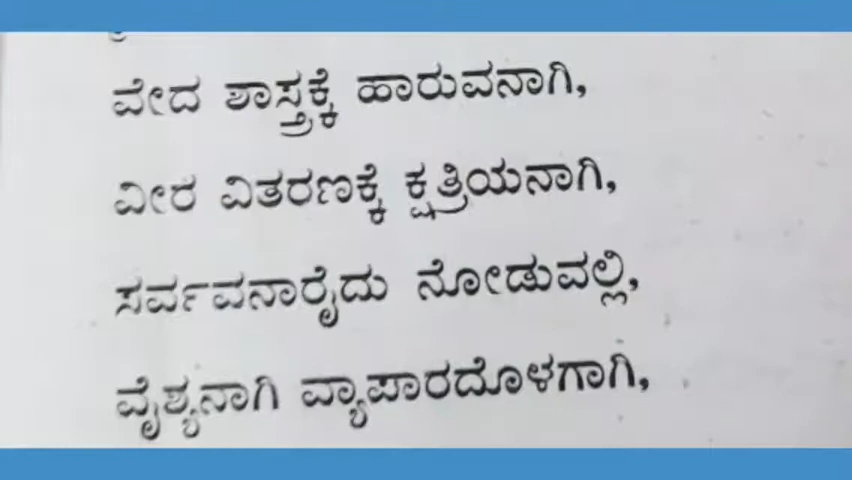 ವೇದ ಶಾಸ್ತ್ರಕ್ಕೆ ಹಾರುವನಾಗಿ,
ವೀರ ವಿತರಣಕ್ಕೆ ಕ್ಷತ್ರಿಯನಾಗಿ,
ಸರ್ವವನಾರೈದು ನೋಡುವಲ್ಲಿ,
ವೈಶ್ಯನಾಗಿ ವ್ಯಾಪಾರದೊಳಗಾಗಿ,